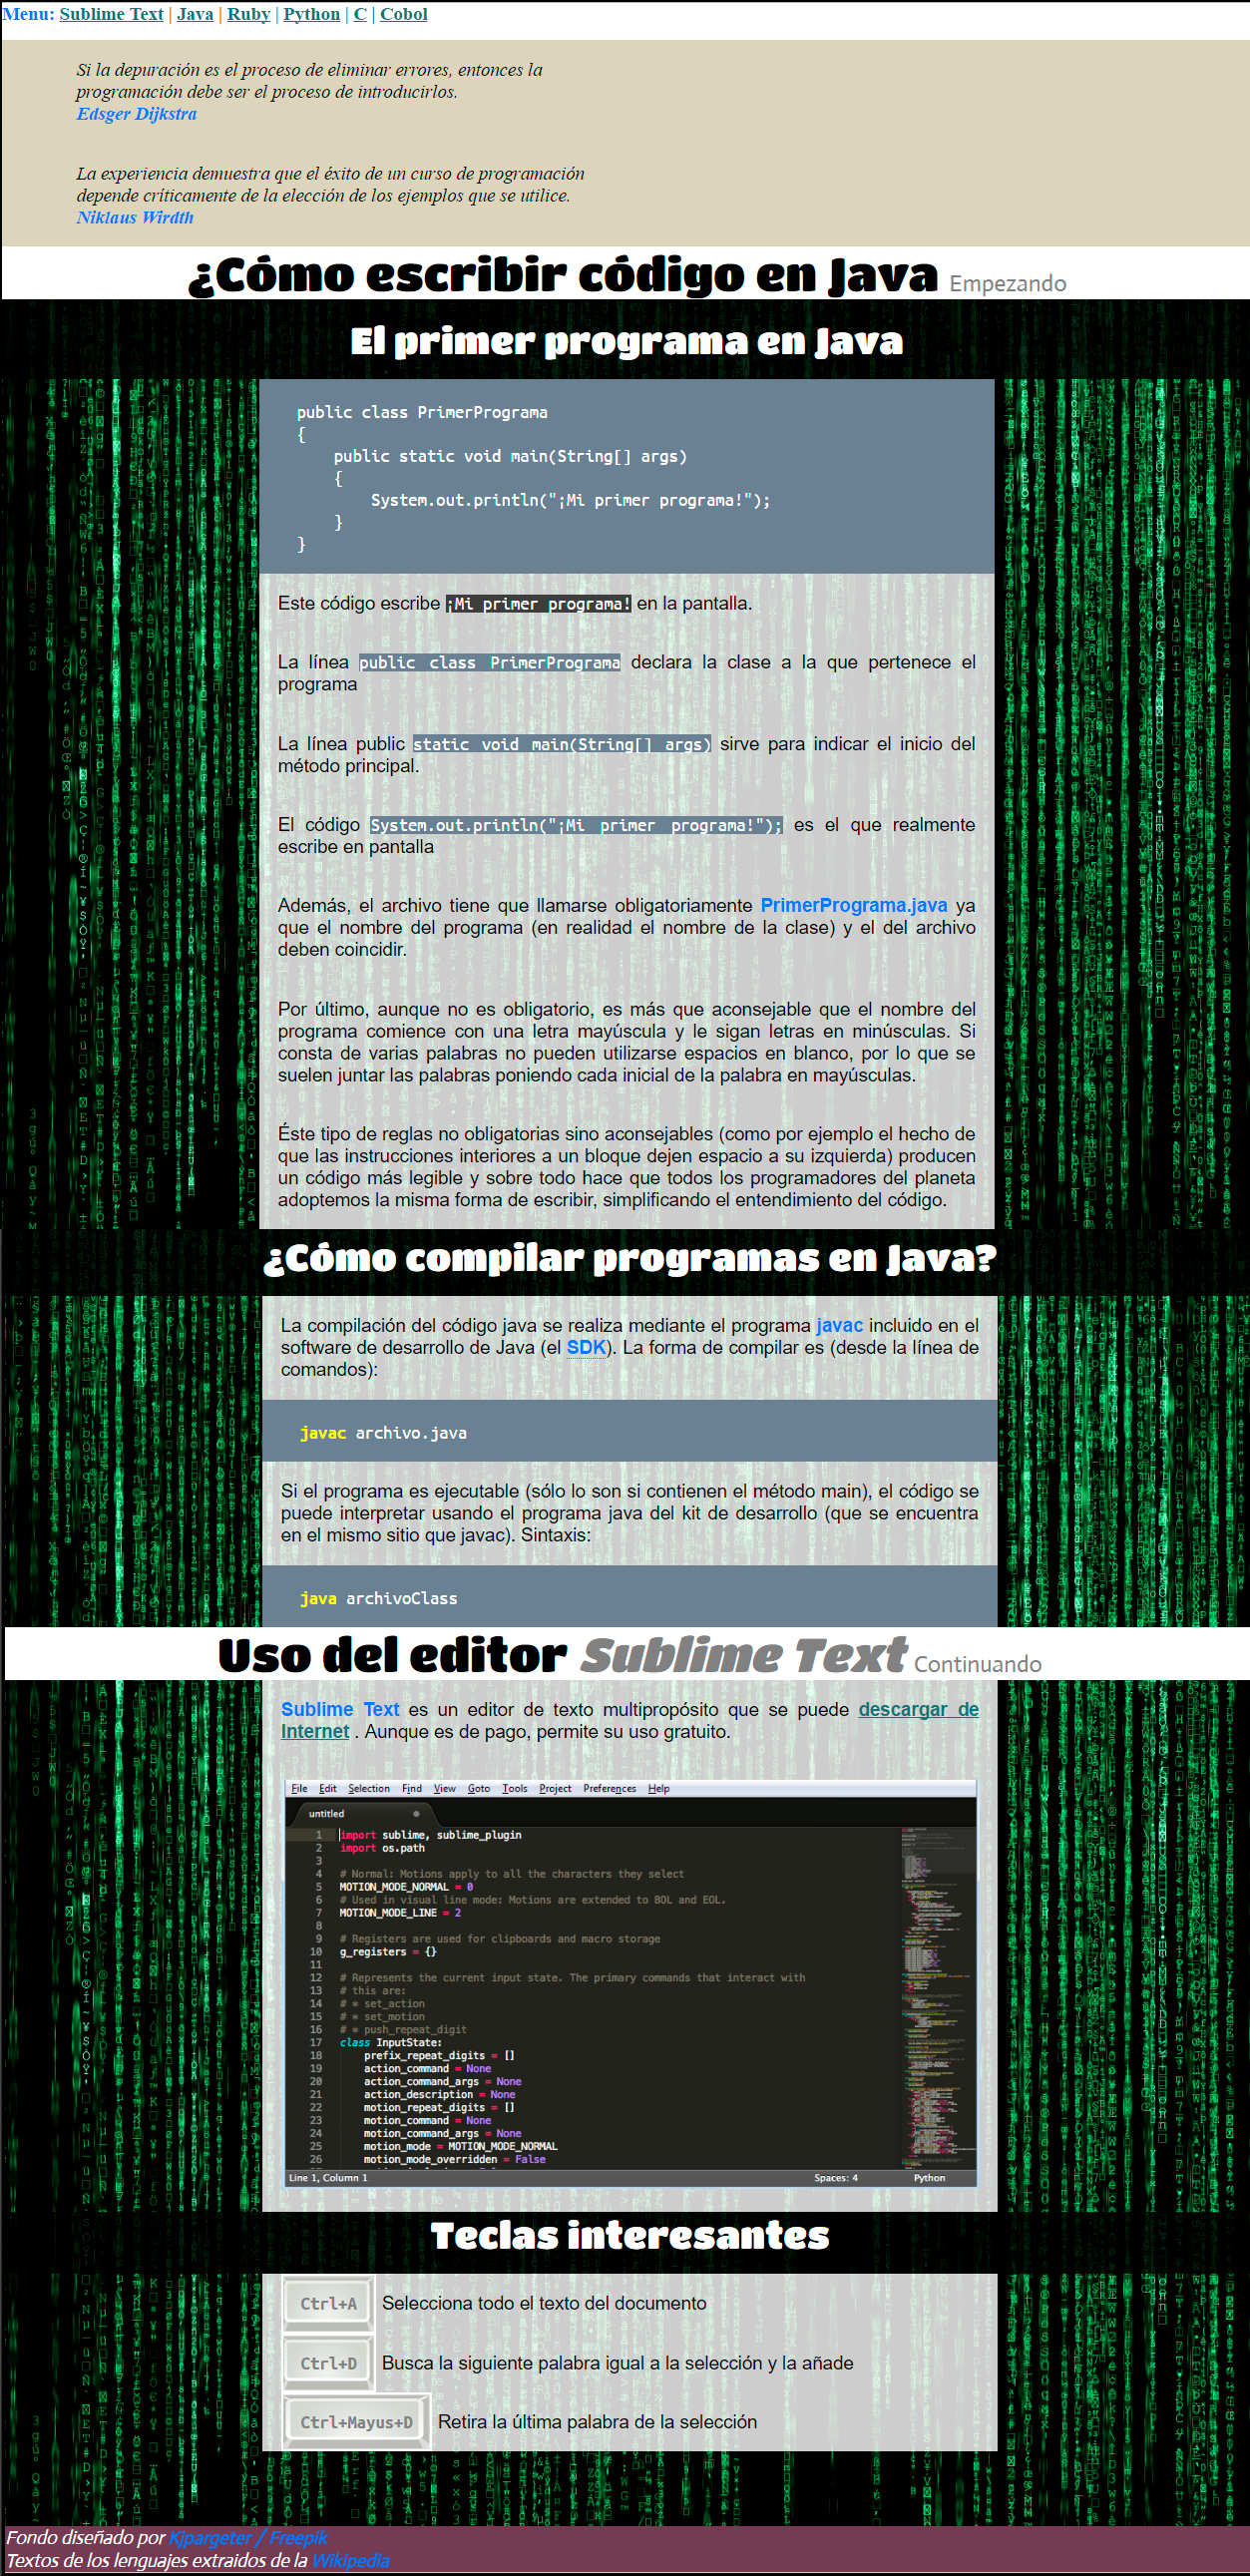 Menu: Sublime Text | Java | Ruby | Python | C | Cobol
Si la depuración es el proceso de eliminar errores, entonces la
programación debe ser el proceso de introducirlos.
Edsger Dijkstra
La experiencia demuestra que el éxito de un curso de programación
depende críticamente de la elección de los ejemplos que se utilice.
Niklaus Wirdth
¿Cómo escribir código en Java Empezando
El primer programa en Java
public class PrimerPrograma
{
    public static void main(String[] args)
    {
        System.out.println("¡Mi primer programa!");
    }
}
Este código escribe ¡Mi primer programa! en la pantalla.
La línea public class PrimerPrograma declara la clase a la que pertenece el
programa
La línea public static void main(String[] args) sirve para indicar el inicio del
método principal.
El código System.out.println("¡Mi primer programa!"); es el que realmente
escribe en pantalla
Además, el archivo tiene que llamarse obligatoriamente PrimerPrograma.java ya
que el nombre del programa (en realidad el nombre de la clase) y el del archivo
deben coincidir.
Por último, aunque no es obligatorio, es más que aconsejable que el nombre del
programa comience con una letra mayúscula y le sigan letras en minúsculas. Si
consta de varias palabras no pueden utilizarse espacios en blanco, por lo que se
suelen juntar las palabras poniendo cada inicial de la palabra en mayúsculas.
Éste tipo de reglas no obligatorias sino aconsejables (como por ejemplo el hecho de
que las instrucciones interiores a un bloque dejen espacio a su izquierda) producen
un código más legible y sobre todo hace que todos los programadores del planeta
adoptemos la misma forma de escribir, simplificando el entendimiento del código.
¿Cómo compilar programas en Java?
La compilación del código java se realiza mediante el programa javac incluido en el
software de desarrollo de Java (el SDK). La forma de compilar es (desde la línea de
comandos):
javac archivo.java
Si el programa es ejecutable (sólo lo son si contienen el método main), el código se
puede interpretar usando el programa java del kit de desarrollo (que se encuentra
en el mismo sitio que javac). Sintaxis:
java archivoClass
Uso del editor Sublime Text Continuando
Sublime Text es un editor de texto multipropósito que se puede descargar de
Internet . Aunque es de pago, permite su uso gratuito.
File Edit Selection Find View Goto Tools Project Preferences Help
untitled
1 import sublime, sublime_plugin
2 import os.path
3
4 # Normal: Motions apply to all the characters they select
5 MOTION_MODE_NORMAL = 0
6 # Used in visual line mode: Motions are extended to BOL and EOL.
7 MOTION_MODE_LINE = 2
8
9 # Registers are used for clipboards and macro storage
10 g_registers = {}
11
12 # Represents the current input state. The primary commands that interact with
13 # this are:
14 # * set_action
15 # * set_motion
16 # * push_repeat_digit
17 class InputState:
18     prefix_repeat_digits = []
19     action_command = None
20     action_command_args = None
21     action_description = None
22     motion_repeat_digits = []
23     motion_command = None
24     motion_command_args = None
25     motion_mode = MOTION_MODE_NORMAL
26     motion_mode_overridden = False
Line 1, Column 1 Spaces: 4 Python
Teclas interesantes
Ctrl+A Selecciona todo el texto del documento
Ctrl+D Busca la siguiente palabra igual a la selección y la añade
Ctrl+Mayus+D Retira la última palabra de la selección
Fondo diseñado por Kjpargeter / Freepik
Textos de los lenguajes extraidos de la Wikipedia